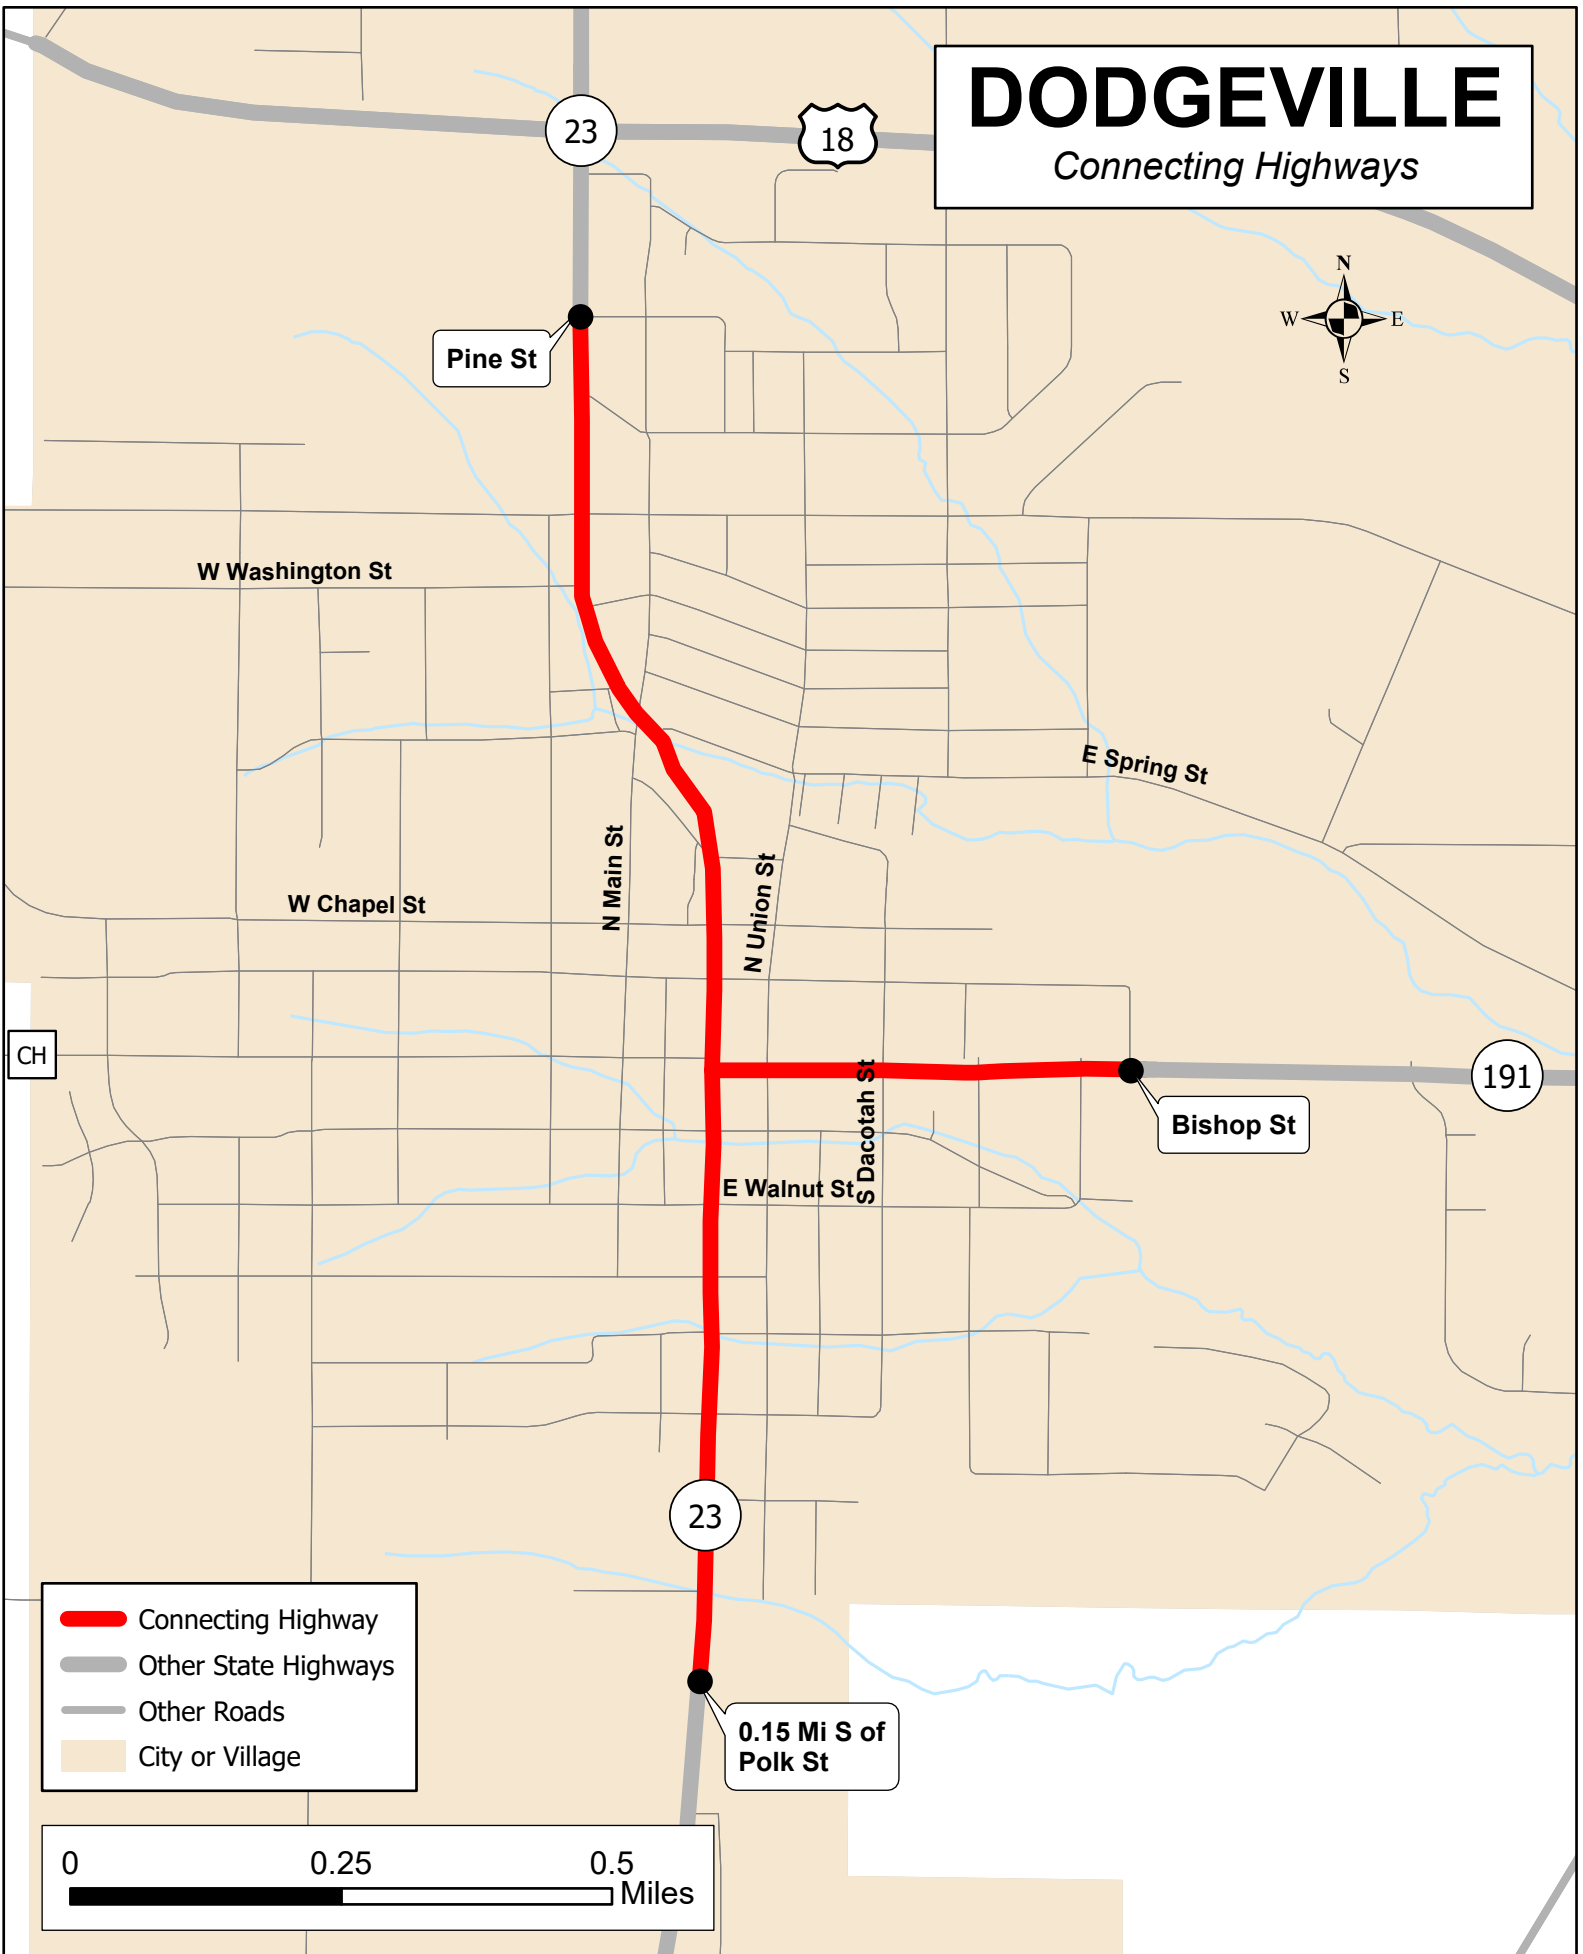 DODGEVILLE
Connecting Highways
23
18
N
W
E
S
Pine St
W Washington St
E Spring St
N Main St
N Union St
W Chapel St
CH
191
Bishop St
S Dacotah St
E Walnut St
23
0.15 Mi S of
Polk St
Connecting Highway
Other State Highways
Other Roads
City or Village
0
0.25
0.5
Miles